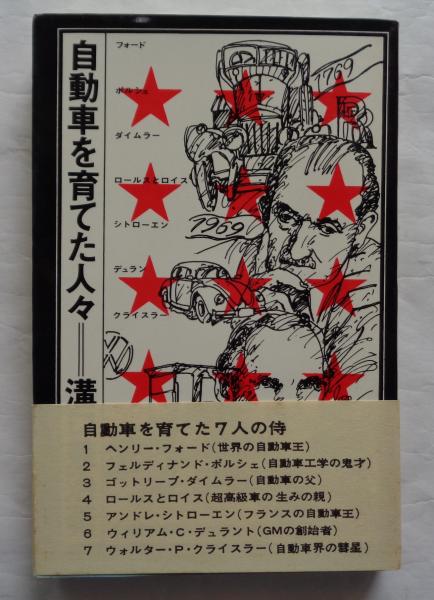 自動車を育てた人々=溝
フォード
ポルシェ
ダイムラー
ロールスとロイス
シトローエン
デュラン
クライスラー
1769
1969
自動車を育てた7人の侍
1 ヘンリー・フォード(世界の自動車王)
2 フェルディナンド・ポルシェ(自動車工学の鬼才)
3 ゴットリーブ・ダイムラー(自動車の父)
4 ロールスとロイス(超高級車の生みの親)
5 アンドレ・シトローエン(フランスの自動車王)
6 ウィリアム・C・デュラント(GMの創始者)
7 ウォルター・P・クライスラー(自動車界の彗星)